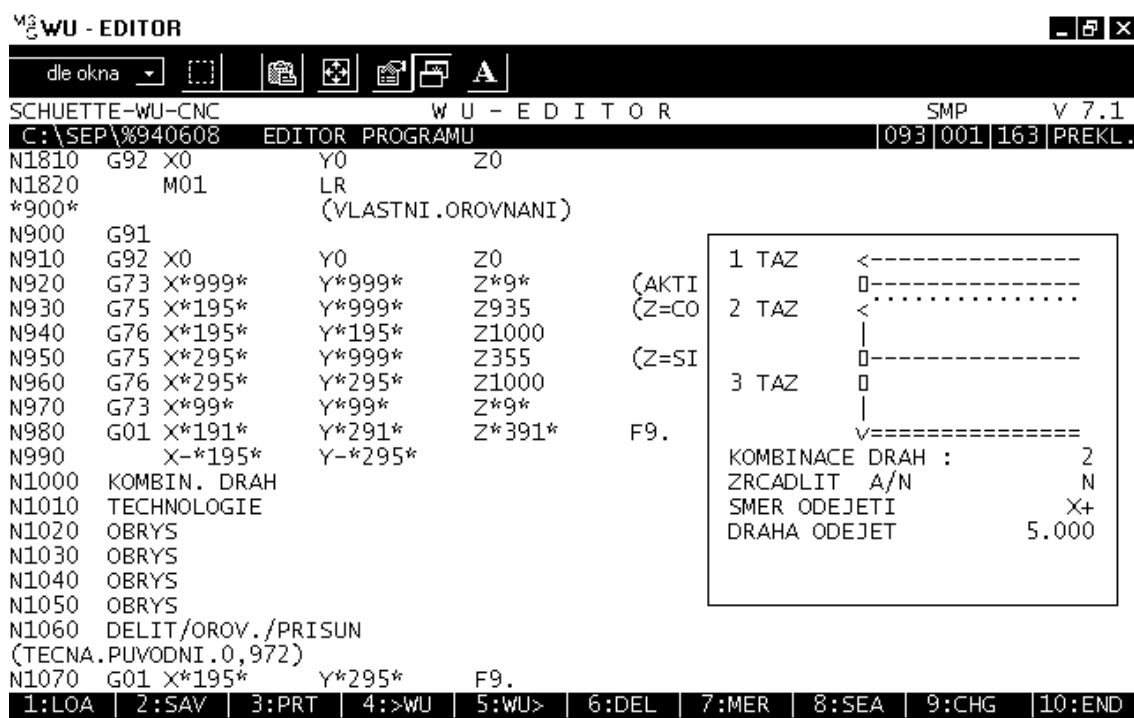 WU - EDITOR
dle okna
SCHUETTE-WU-CNC W U - E D I T O R SMP V 7.1
C:\SEP\%940608 EDITOR PROGRAMU 093 001 163 PREKL.
N1810 G92 X0 Y0 Z0
N1820 M01 LR
*900* (VLASTNI.OROVNANI)
N900 G91
N910 G92 X0 Y0 Z0
N920 G73 X*999* Y*999* Z*9* (AKTI
N930 G75 X*195* Y*999* Z935 (Z=CO
N940 G76 X*195* Y*195* Z1000
N950 G75 X*295* Y*999* Z355 (Z=SI
N960 G76 X*295* Y*295* Z1000
N970 G73 X*99* Y*99* Z*9*
N980 G01 X*191* Y*291* Z*391* F9.
N990 X-*195* Y-*295*
N1000 KOMBIN. DRAH
N1010 TECHNOLOGIE
N1020 OBRYS
N1030 OBRYS
N1040 OBRYS
N1050 OBRYS
N1060 DELIT/OROV./PRISUN
(TECNA.PUVODNI.0,972)
N1070 G01 X*195* Y*295* F9.
1 TAZ
2 TAZ
3 TAZ
KOMBINACE DRAH : 2
ZRCADLIT A/N N
SMER ODEJETI X+
DRAHA ODEJET 5.000
1:LOA 2:SAV 3:PRT 4:>WU 5:WU> 6:DEL 7:MER 8:SEA 9:CHG 10:END